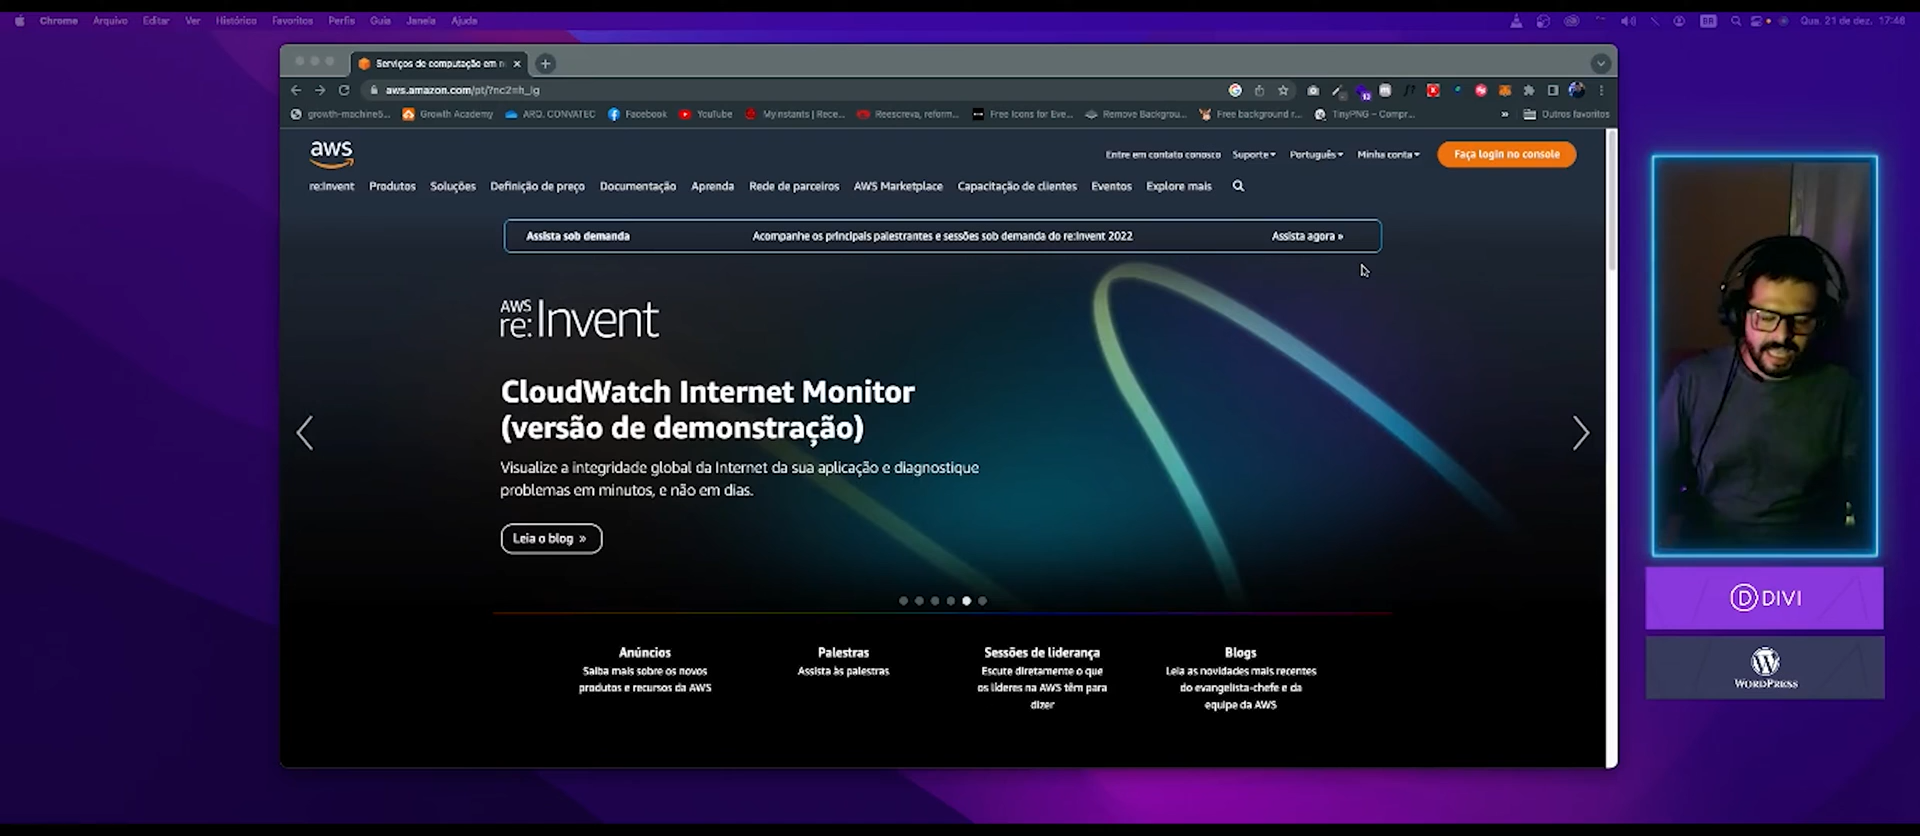 Chrome Arquivo Editar Ver Histórico Favoritos Perfis Guia Janela Ajuda
BR Qua. 21 de dez. 17:46
Serviços de computação em n
aws.amazon.com/pt/?nc2=h_lg
growth-machine5... Growth Academy ARQ. CONVATEC Facebook YouTube Myinstants | Rece... Reescreva, reform... Free Icons for Eve... Remove Backgrou... Free background r... TinyPNG – Compr... » Outros favoritos
aws
Entre em contato conosco Suporte Português Minha conta Faça login no console
re:Invent Produtos Soluções Definição de preço Documentação Aprenda Rede de parceiros AWS Marketplace Capacitação de clientes Eventos Explore mais
Assista sob demanda Acompanhe os principais palestrantes e sessões sob demanda do re:Invent 2022 Assista agora »
AWS
re:Invent
CloudWatch Internet Monitor
(versão de demonstração)
Visualize a integridade global da Internet da sua aplicação e diagnostique
problemas em minutos, e não em dias.
Leia o blog »
Anúncios
Saiba mais sobre os novos
produtos e recursos da AWS
Palestras
Assista às palestras
Sessões de liderança
Escute diretamente o que
os líderes na AWS têm para
dizer
Blogs
Leia as novidades mais recentes
do evangelista-chefe e da
equipe da AWS
D DIVI
WORDPRESS